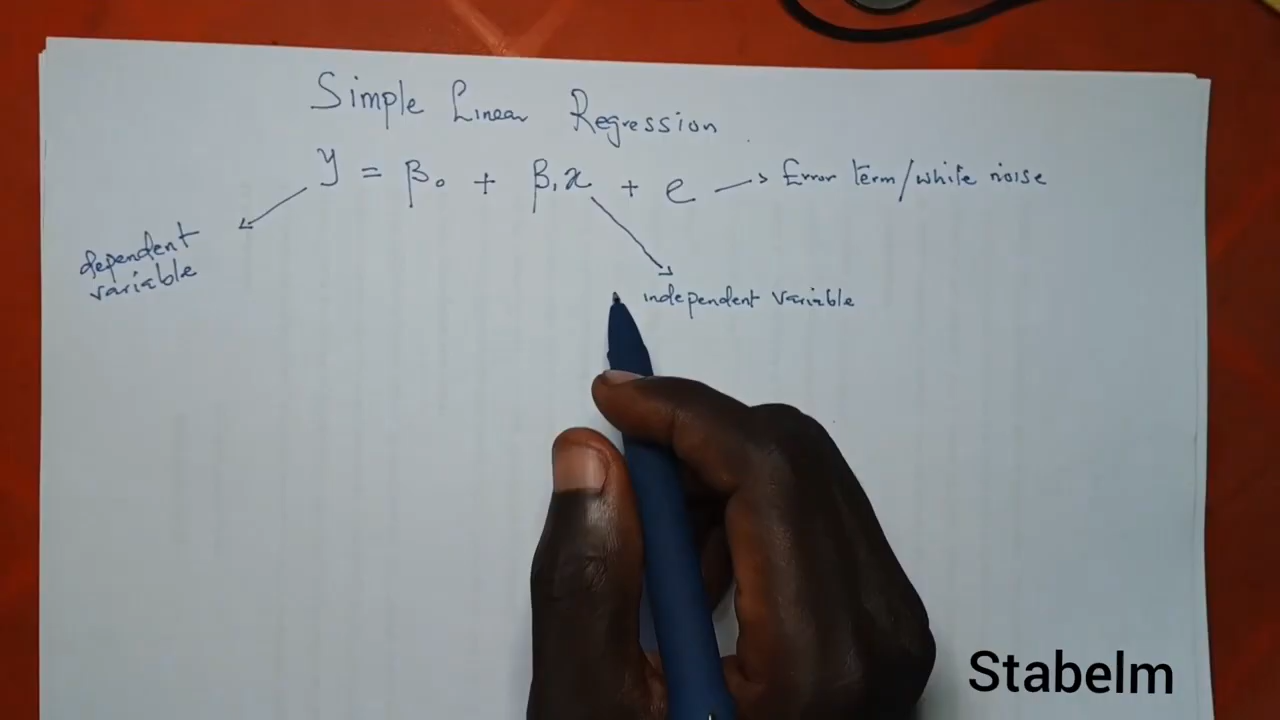 Simple Linear Regression
y = β₀ + β₁x + e → Error term/white noise
dependent
variable
independent variable
Stabelm